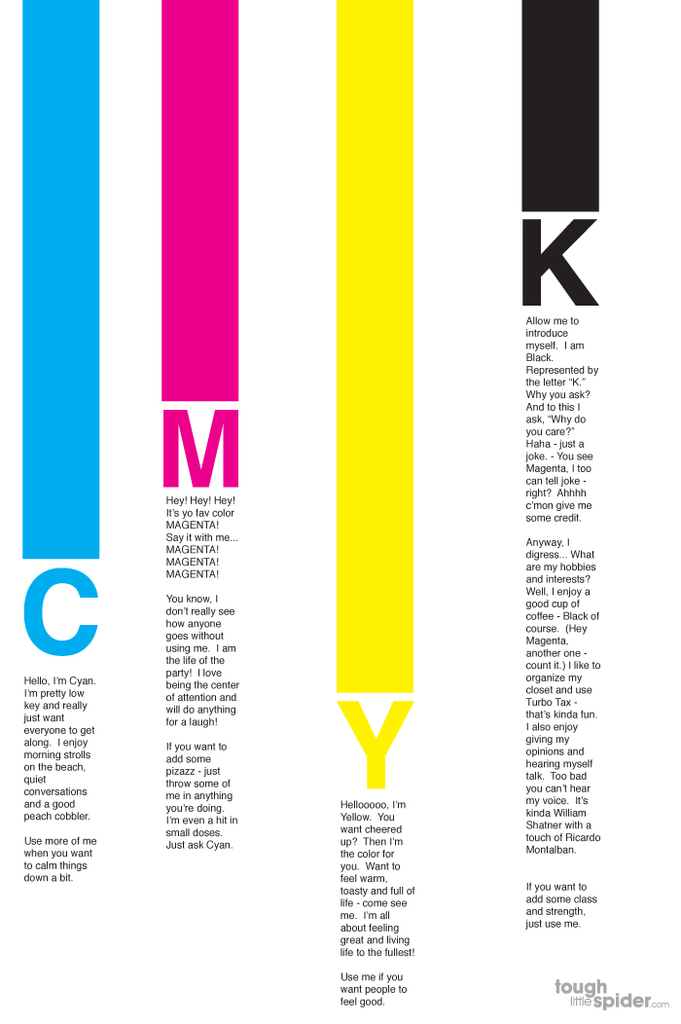 C
Hello, I'm Cyan.
I'm pretty low
key and really
just want
everyone to get
along.  I enjoy
morning strolls
on the beach,
quiet
conversations
and a good
peach cobbler.
Use more of me
when you want
to calm things
down a bit.
M
Hey! Hey! Hey!
It's yo fav color
MAGENTA!
Say it with me...
MAGENTA!
MAGENTA!
MAGENTA!
You know, I
don't really see
how anyone
goes without
using me.  I am
the life of the
party!  I love
being the center
of attention and
will do anything
for a laugh!
If you want to
add some
pizazz - just
throw some of
me in anything
you're doing.
I'm even a hit in
small doses.
Just ask Cyan.
Y
Hellooooo, I'm
Yellow.  You
want cheered
up?  Then I'm
the color for
you.  Want to
feel warm,
toasty and full of
life - come see
me.  I'm all
about feeling
great and living
life to the fullest!
Use me if you
want people to
feel good.
K
Allow me to
introduce
myself.  I am
Black.
Represented by
the letter “K.”
Why you ask?
And to this I
ask, “Why do
you care?”
Haha - just a
joke. - You see
Magenta, I too
can tell joke -
right?  Ahhhh
c'mon give me
some credit.
Anyway, I
digress... What
are my hobbies
and interests?
Well, I enjoy a
good cup of
coffee - Black of
course.  (Hey
Magenta,
another one -
count it.) I like to
organize my
closet and use
Turbo Tax -
that's kinda fun.
I also enjoy
giving my
opinions and
hearing myself
talk.  Too bad
you can't hear
my voice.  It's
kinda William
Shatner with a
touch of Ricardo
Montalban.
If you want to
add some class
and strength,
just use me.
tough
littlespider.com